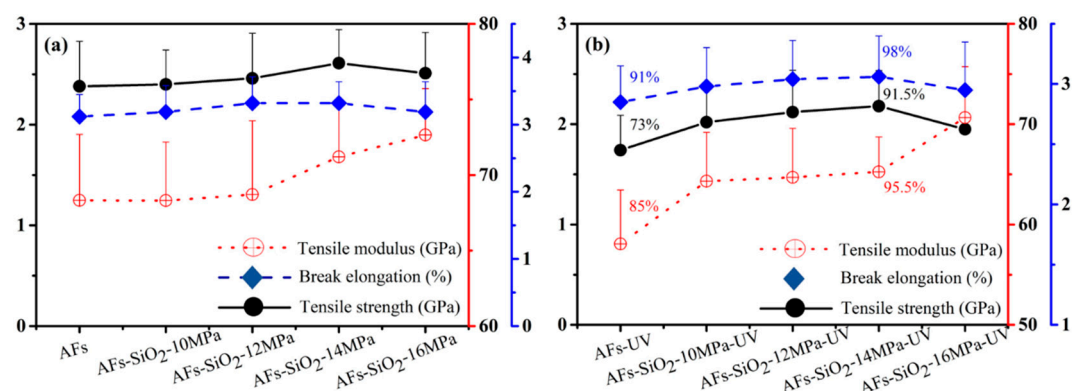 (a)
3
2
1
0
80
70
60
4
3
2
1
0
Tensile modulus (GPa)
Break elongation (%)
Tensile strength (GPa)
AFs
AFs-SiO2-10MPa
AFs-SiO2-12MPa
AFs-SiO2-14MPa
AFs-SiO2-16MPa
(b)
3
2
1
0
91%
73%
85%
98%
91.5%
95.5%
80
70
60
50
3
2
1
Tensile modulus (GPa)
Break elongation (%)
Tensile strength (GPa)
AFs-UV
AFs-SiO2-10MPa-UV
AFs-SiO2-12MPa-UV
AFs-SiO2-14MPa-UV
AFs-SiO2-16MPa-UV